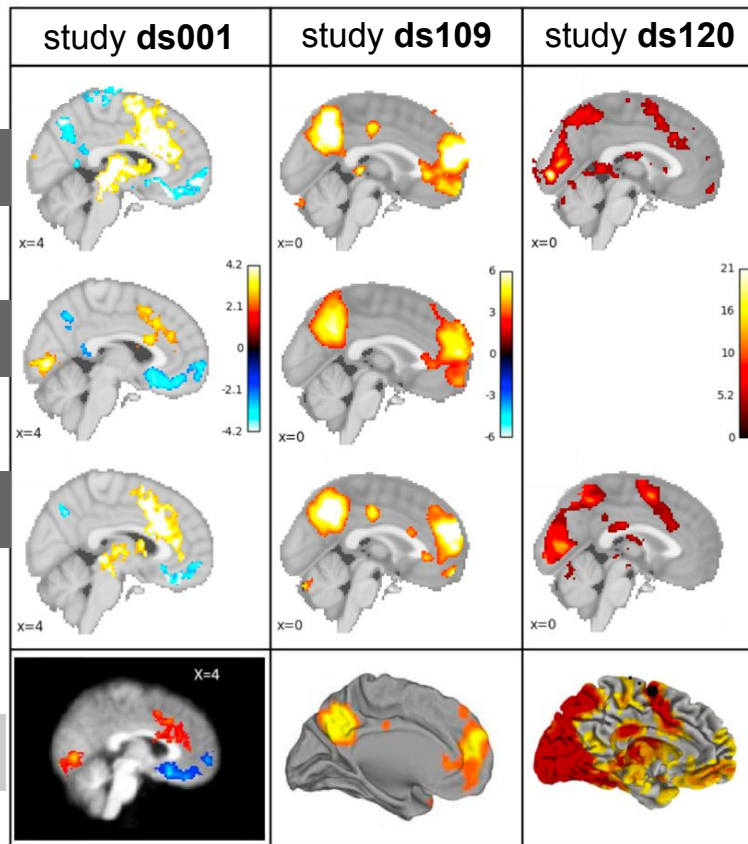 study ds001
study ds109
study ds120
x=4
x=0
x=0
4.2
2.1
0
-2.1
-4.2
x=4
6
3
0
-3
-6
x=0
21
16
10
5.2
0
x=4
x=0
x=0
X=4